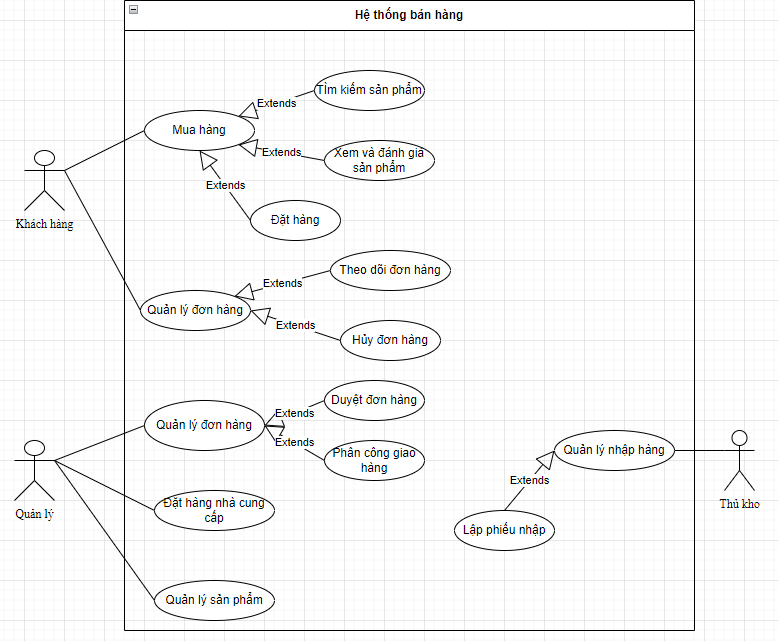 Hệ thống bán hàng
Tìm kiếm sản phẩm
Extends
Mua hàng
Extends
Xem và đánh giá
sản phẩm
Extends
Khách hàng
Đặt hàng
Theo dõi đơn hàng
Extends
Quản lý đơn hàng
Extends
Hủy đơn hàng
Duyệt đơn hàng
Extends
Quản lý đơn hàng
Extends
Phân công giao
hàng
Quản lý nhập hàng
Extends
Quản lý
Đặt hàng nhà cung
cấp
Thủ kho
Lập phiếu nhập
Quản lý sản phẩm